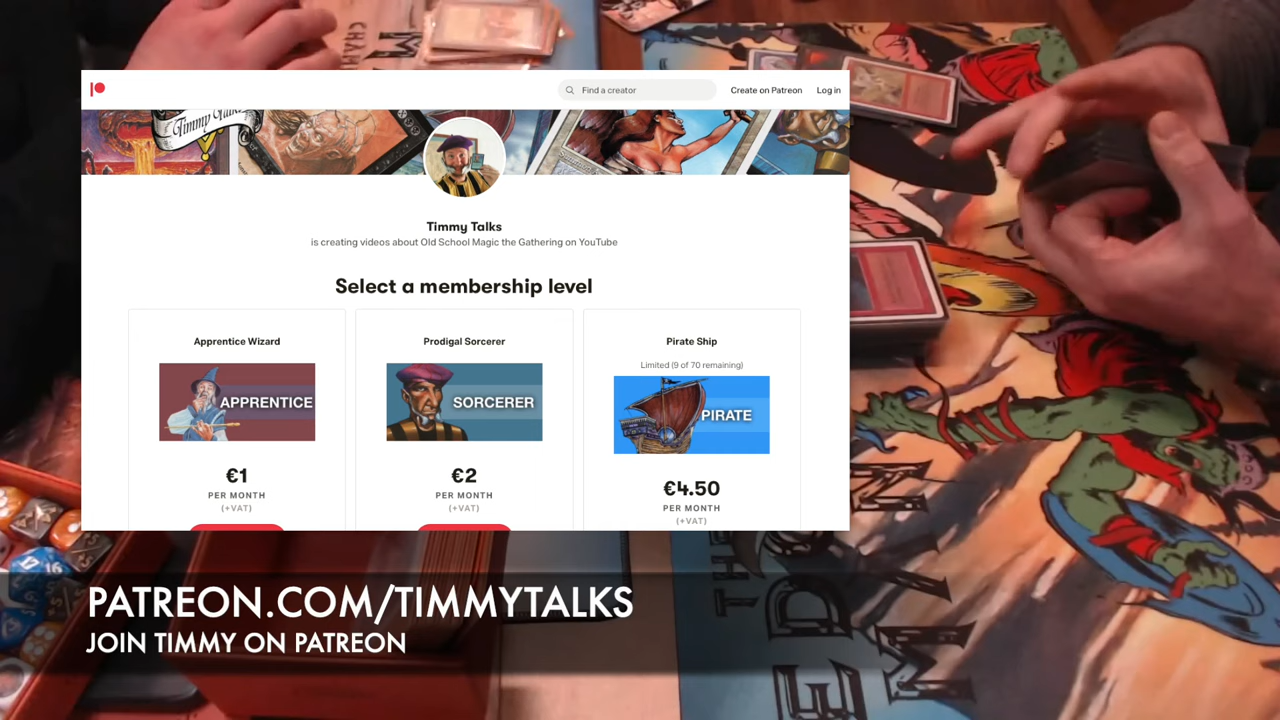 Find a creator
Create on Patreon
Log in
Timmy Talks
Timmy Talks
is creating videos about Old School Magic the Gathering on YouTube
Select a membership level
Apprentice Wizard
Prodigal Sorcerer
Pirate Ship
Limited (9 of 70 remaining)
APPRENTICE
SORCERER
PIRATE
€1
PER MONTH
(+VAT)
€2
PER MONTH
(+VAT)
€4.50
PER MONTH
(+VAT)
17
16
PATREON.COM/TIMMYTALKS
JOIN TIMMY ON PATREON
THE